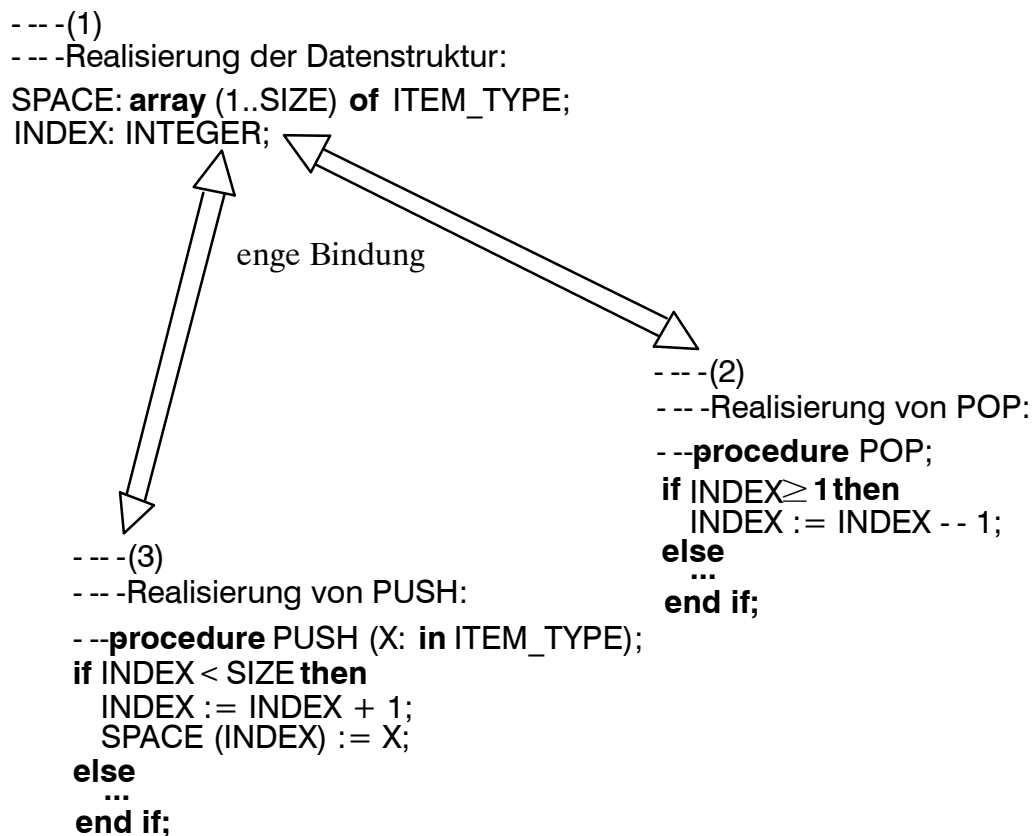 - -- -(1)
- -- -Realisierung der Datenstruktur:
SPACE: array (1..SIZE) of ITEM_TYPE;
INDEX: INTEGER;
enge Bindung
- -- -(2)
- -- -Realisierung von POP:
- --procedure POP;
if INDEX≥ 1 then
INDEX := INDEX - - 1;
else
...
end if;
- -- -(3)
- -- -Realisierung von PUSH:
- --procedure PUSH (X: in ITEM_TYPE);
if INDEX < SIZE then
INDEX := INDEX + 1;
SPACE (INDEX) := X;
else
...
end if;